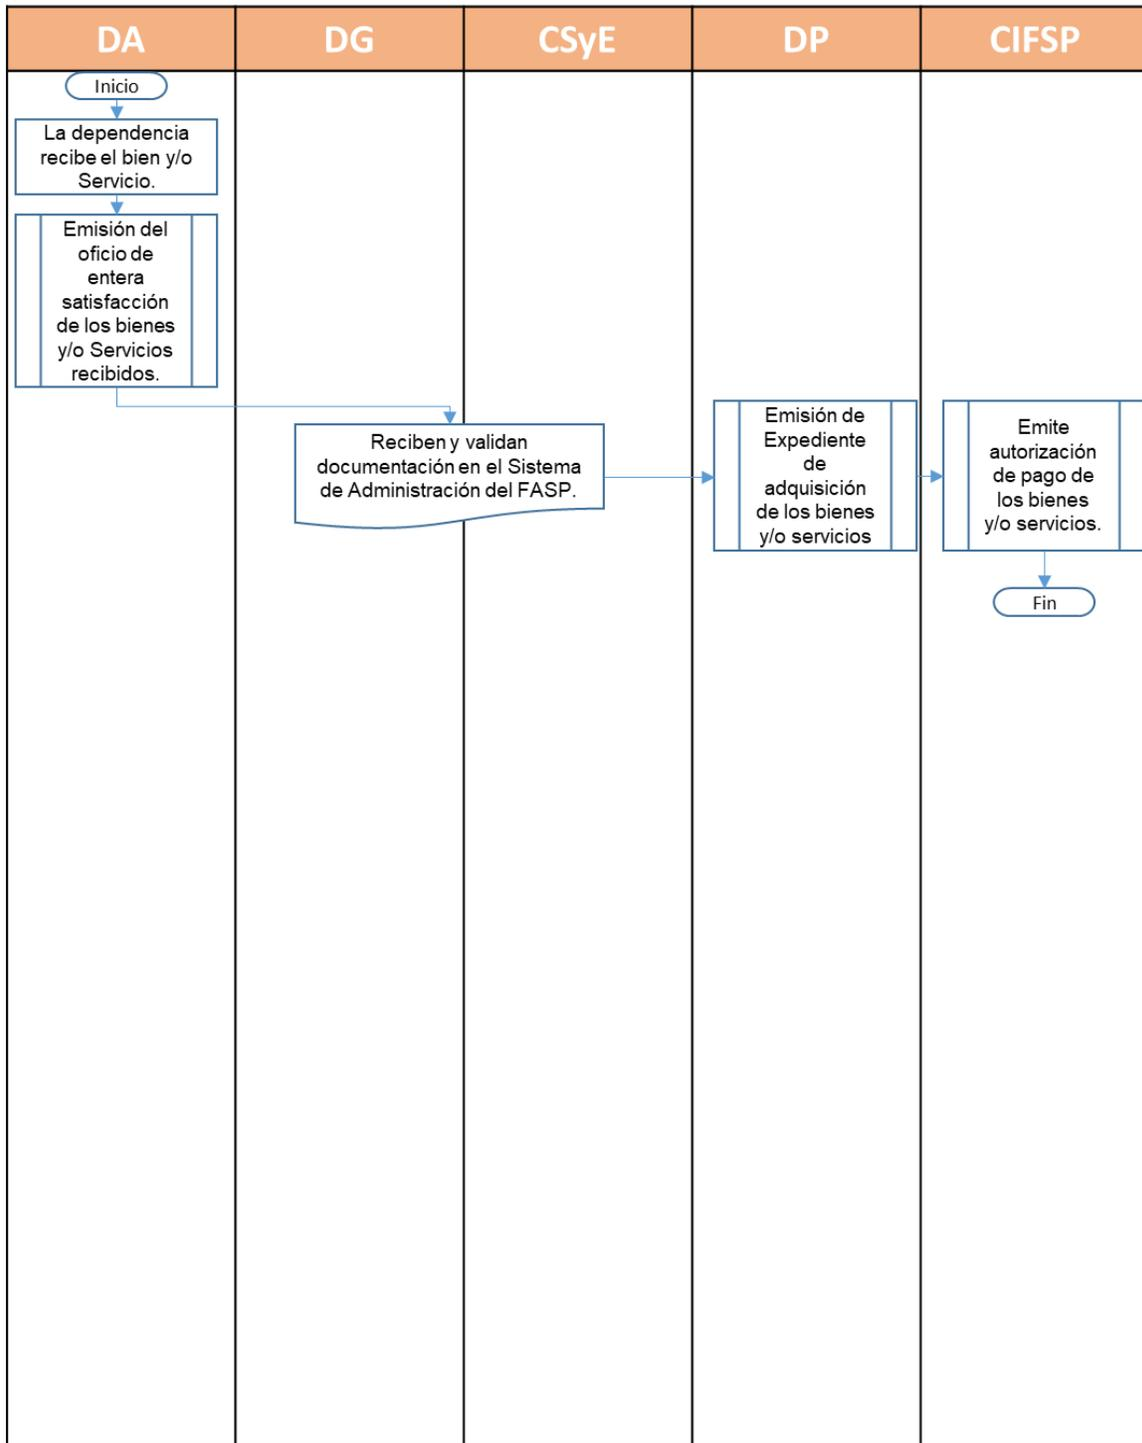 DA DG CSyE DP CIFSP
Inicio
La dependencia
recibe el bien y/o
Servicio.
Emisión del
oficio de
entera
satisfacción
de los bienes
y/o Servicios
recibidos.
Reciben y validan
documentación en el Sistema
de Administración del FASP.
Emisión de
Expediente
de
adquisición
de los bienes
y/o servicios
Emite
autorización
de pago de
los bienes
y/o servicios.
Fin